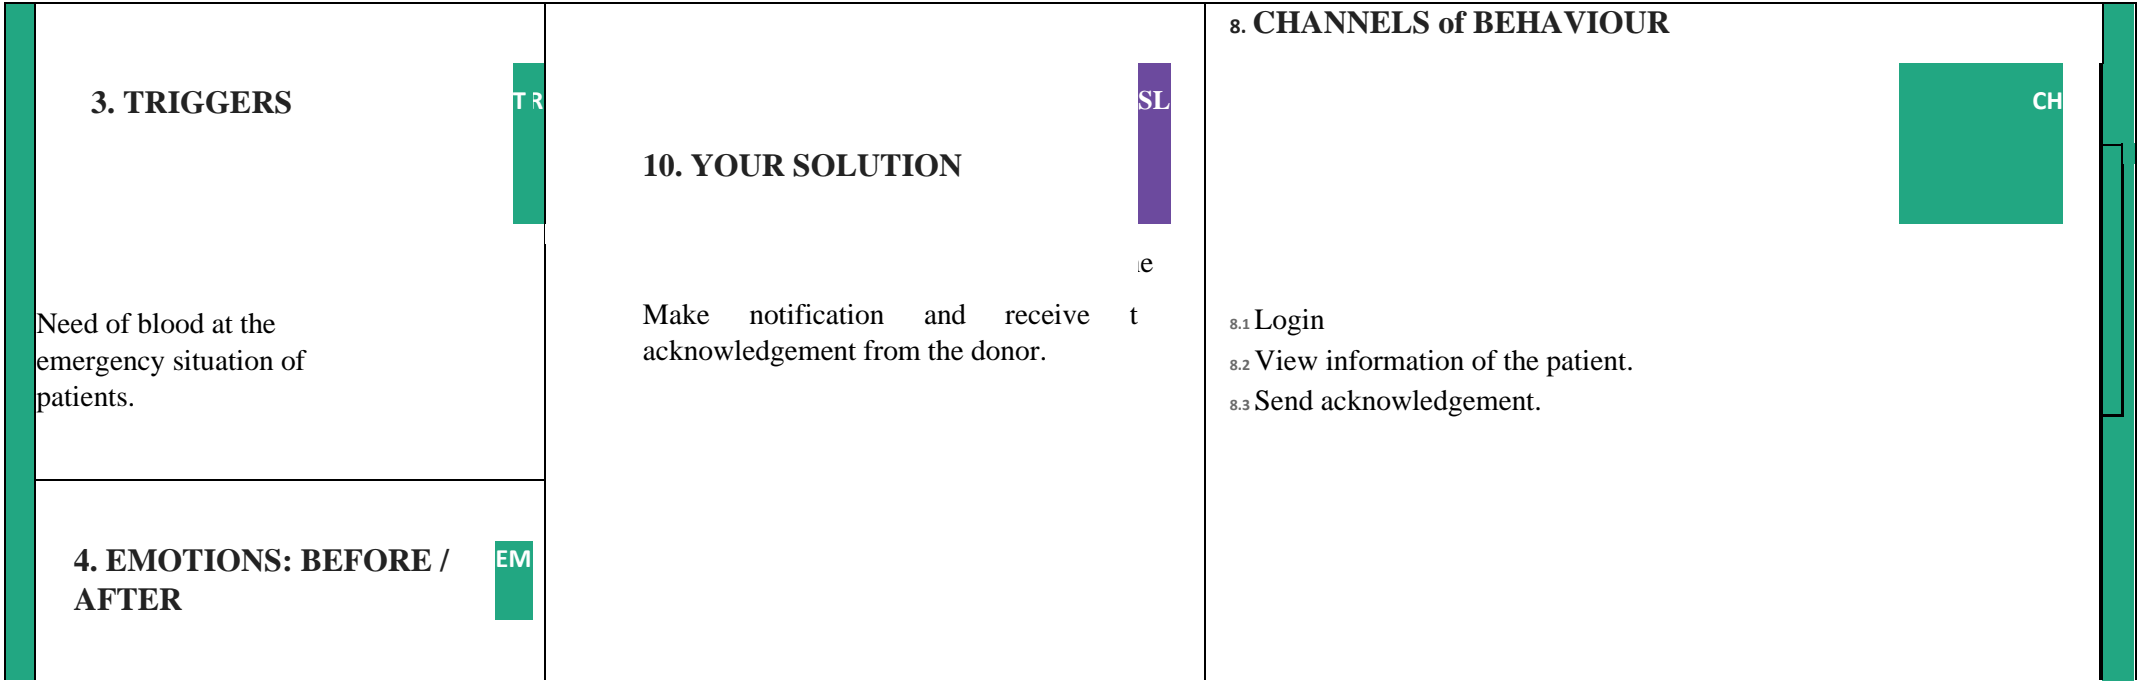 3. TRIGGERS
T R
Need of blood at the
emergency situation of
patients.
4. EMOTIONS: BEFORE /
AFTER
EM
SL
10. YOUR SOLUTION
Make notification and receive t
acknowledgement from the donor.
8. CHANNELS of BEHAVIOUR
CH
8.1 Login
8.2 View information of the patient.
8.3 Send acknowledgement.